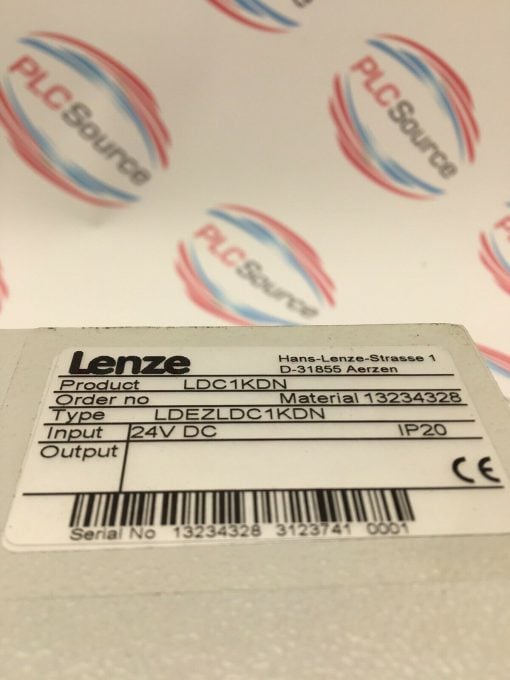 PLC Source
PLC Source
PLC Source
Lenze
Hans-Lenze-Strasse 1
D-31855 Aerzen
Product LDC1KDN
Order no Material 13234328
Type LDEZLDC1KDN
Input 24V DC IP20
Output
CE
Serial No 13234328 3123741 0001